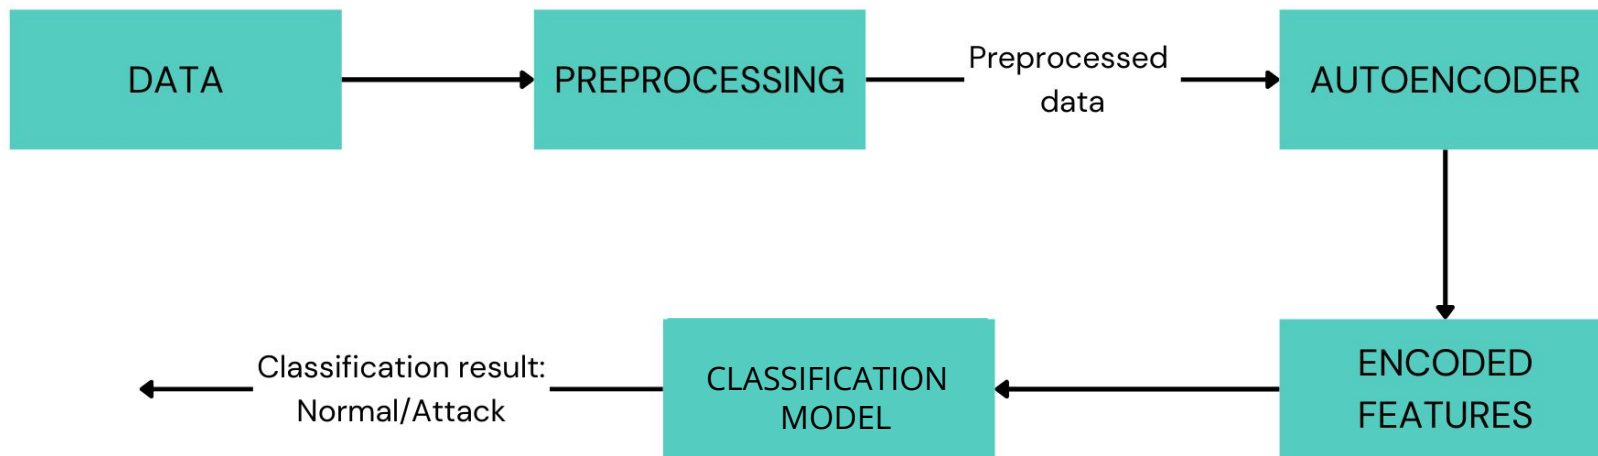 DATA
PREPROCESSING
Preprocessed
data
AUTOENCODER
ENCODED
FEATURES
CLASSIFICATION
MODEL
Classification result:
Normal/Attack